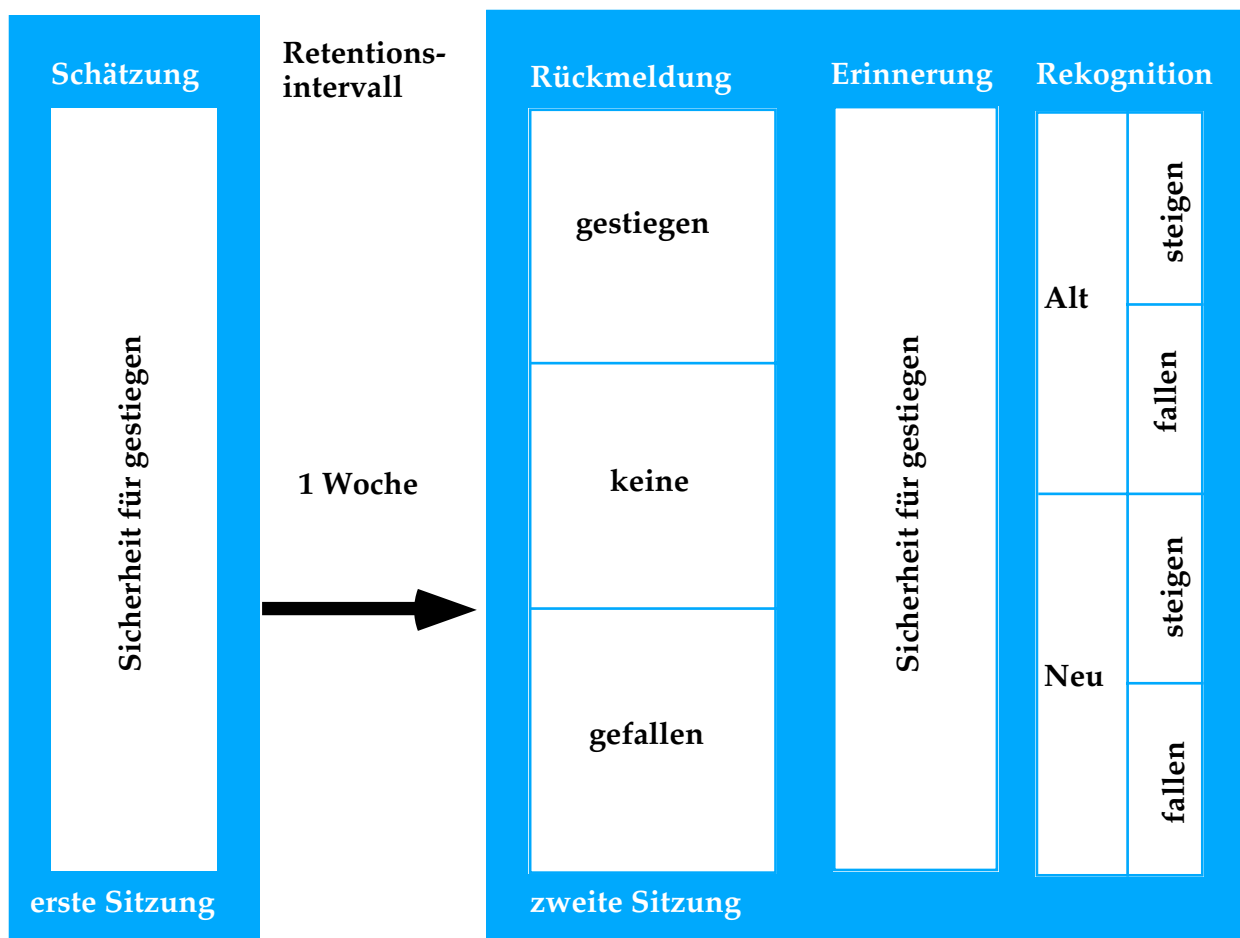 Schätzung
Sicherheit für gestiegen
erste Sitzung
Retentions-
intervall
1 Woche
Rückmeldung
gestiegen
keine
gefallen
Erinnerung
Sicherheit für gestiegen
Rekognition
Alt
steigen
fallen
Neu
steigen
fallen
zweite Sitzung